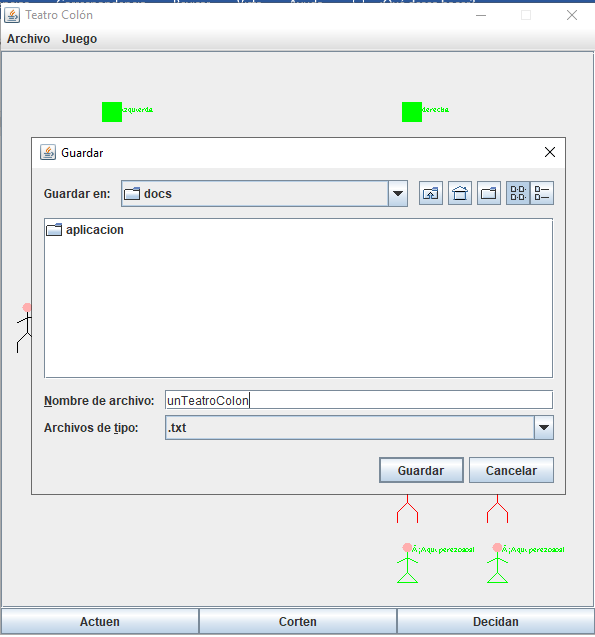 Teatro Colón
Archivo Juego
izquierda
derecha
Guardar
Guardar en: docs
aplicacion
Nombre de archivo: unTeatroColon
Archivos de tipo: .txt
Guardar Cancelar
Â¡Aqui perezoso! Â¡Aqui perezoso!
Actuen Corten Decidan